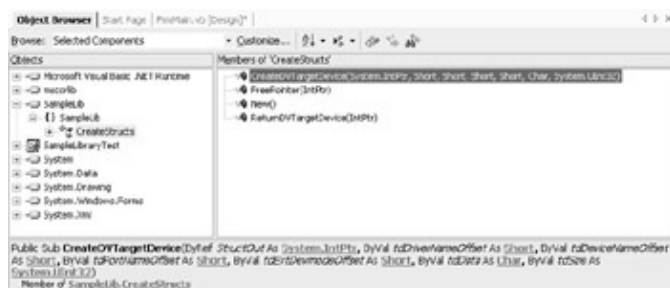 Object Browser | Start Page | PrnMain.vb [Design]*
Browse: Selected Components Customize...
Objects Members of 'CreateStructs'
Microsoft Visual Basic .NET Runtime
mscorlib
SampleLib
{} SampleLib
CreateStructs
SampleLibraryTest
System
System.Data
System.Drawing
System.Windows.Forms
System.XML
CreateDVTargetDevice(System.IntPtr, Short, Short, Short, Short, Char, System.UInt32)
FreePointer(IntPtr)
New()
ReturnDVTargetDevice(IntPtr)
Public Sub CreateDVTargetDevice(ByRef StructOut As System.IntPtr, ByVal tdDriverNameOffset As Short, ByVal tdDeviceNameOffset
As Short, ByVal tdPortNameOffset As Short, ByVal tdExtDevmodeOffset As Short, ByVal tdData As Char, ByVal tdSize As
System.UInt32)
Member of SampleLib.CreateStructs